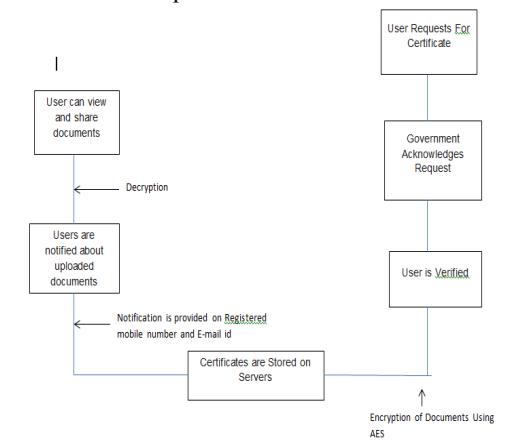 User Requests For
Certificate
User can view
and share
documents
Government
Acknowledges
Request
Decryption
Users are
notified about
uploaded
documents
User is Verified
Notification is provided on Registered
mobile number and E-mail id
Certificates are Stored on
Servers
Encryption of Documents Using
AES